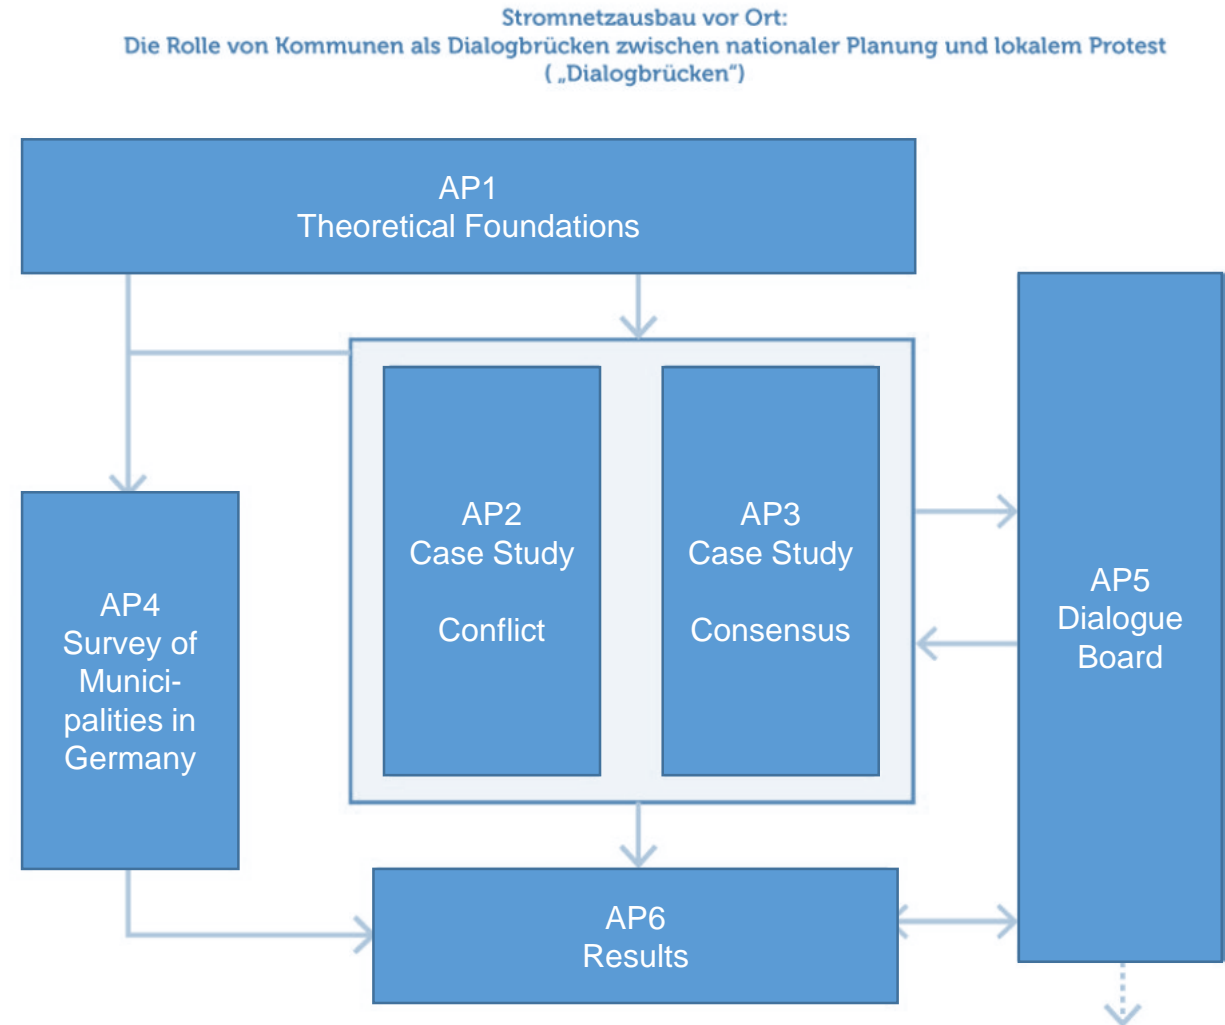 Stromnetzausbau vor Ort:
Die Rolle von Kommunen als Dialogbrücken zwischen nationaler Planung und lokalem Protest
( „Dialogbrücken“)
AP1
Theoretical Foundations
AP2
Case Study
Conflict
AP3
Case Study
Consensus
AP4
Survey of
Munici-
palities in
Germany
AP5
Dialogue
Board
AP6
Results